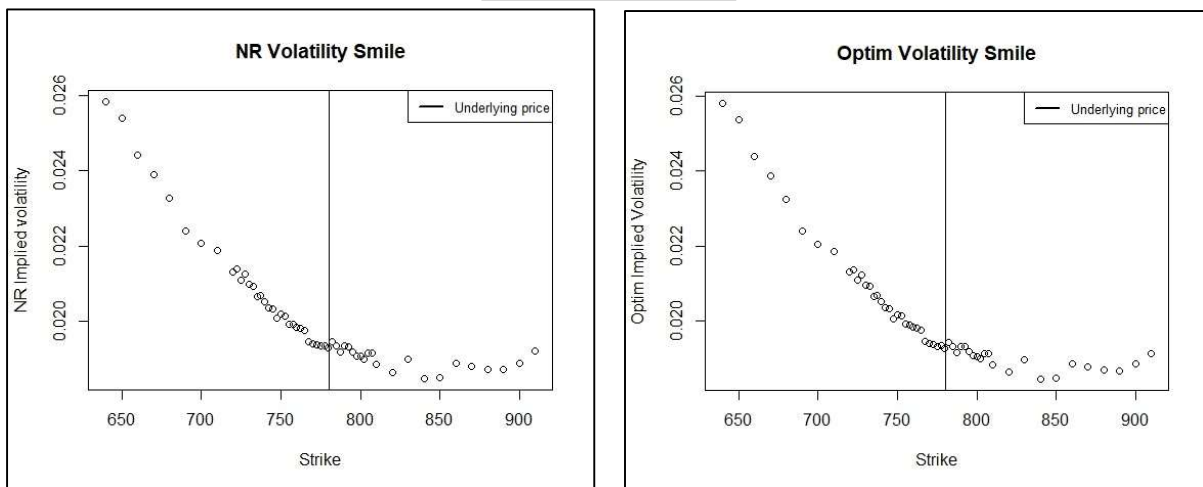 NR Volatility Smile
Underlying price
0.026
0.024
0.022
0.020
NR Implied volatility
650 700 750 800 850 900
Strike
Optim Volatility Smile
Underlying price
0.026
0.024
0.022
0.020
Optim Implied Volatility
650 700 750 800 850 900
Strike